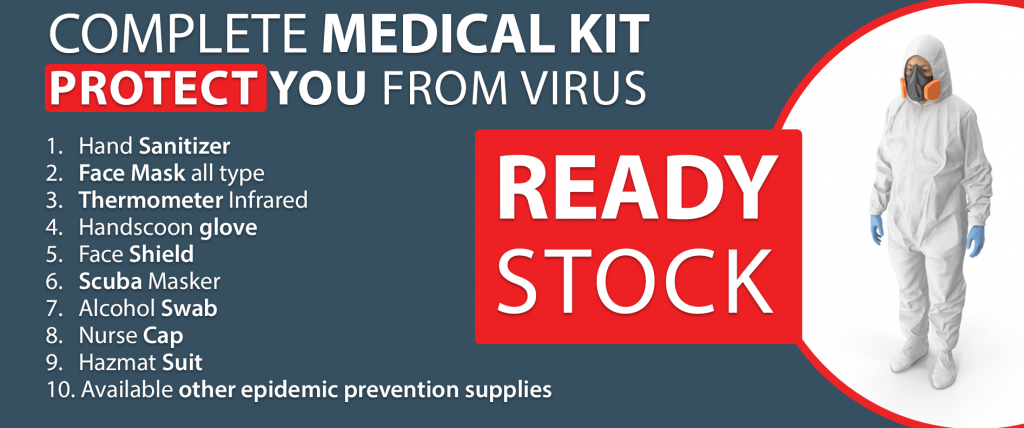 COMPLETE MEDICAL KIT
PROTECT YOU FROM VIRUS
1. Hand Sanitizer
2. Face Mask all type
3. Thermometer Infrared
4. Handscoon glove
5. Face Shield
6. Scuba Masker
7. Alcohol Swab
8. Nurse Cap
9. Hazmat Suit
10. Available other epidemic prevention supplies
READY
STOCK